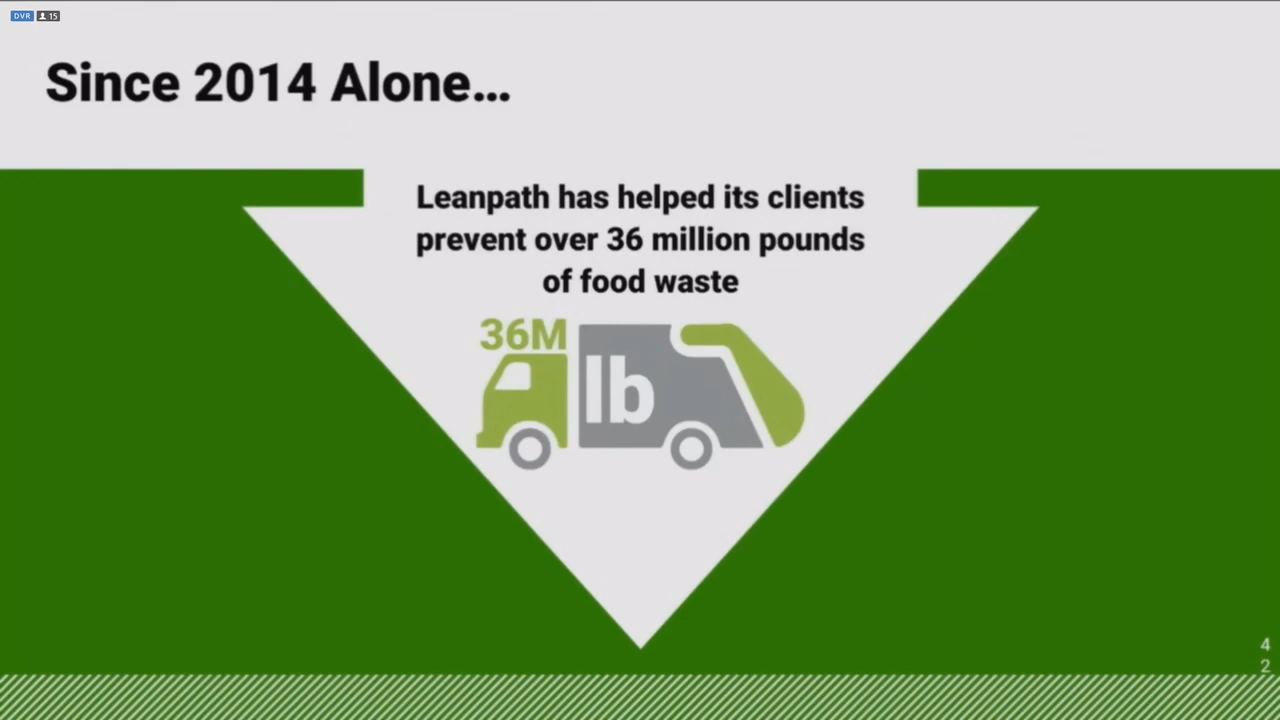 DVR 15
Since 2014 Alone...
Leanpath has helped its clients
prevent over 36 million pounds
of food waste
36M
lb
4
2